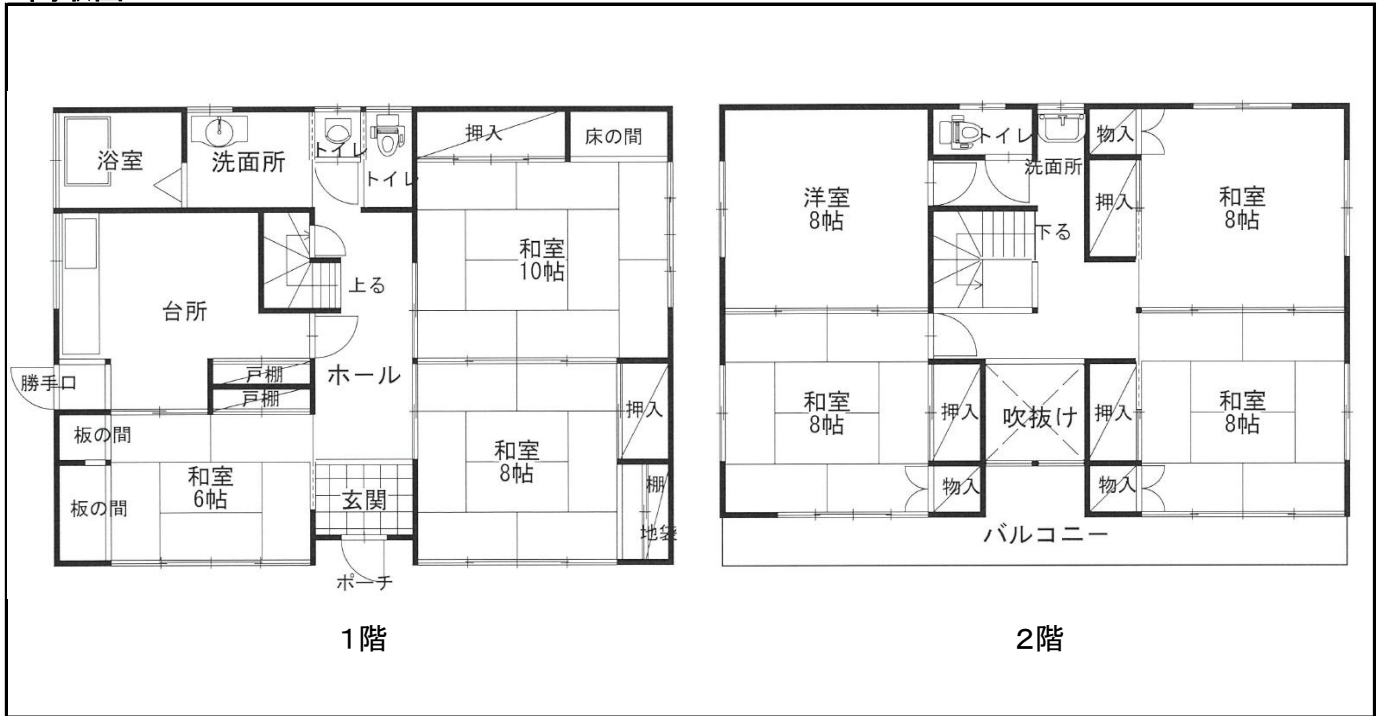 浴室
洗面所
トイレ
トイレ
押入
床の間
和室
10帖
台所
上る
ホール
戸棚
戸棚
勝手口
板の間
板の間
和室
6帖
玄関
ポーチ
和室
8帖
押入
棚
地袋
1階
洋室
8帖
トイレ
洗面所
物入
押入
和室
8帖
下る
和室
8帖
押入
吹抜け
押入
和室
8帖
物入
物入
バルコニー
2階